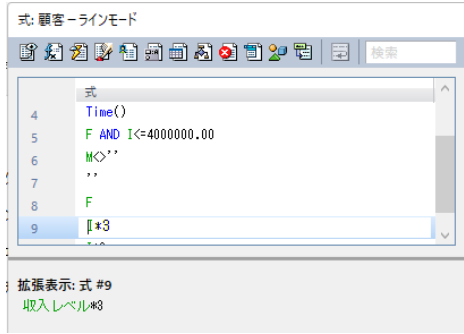 式: 顧客 – ラインモード
検索
式
4 Time()
5 F AND I<=4000000.00
6 M<>''
7 ''
8 F
9 I*3
拡張表示: 式 #9
収入レベル*3